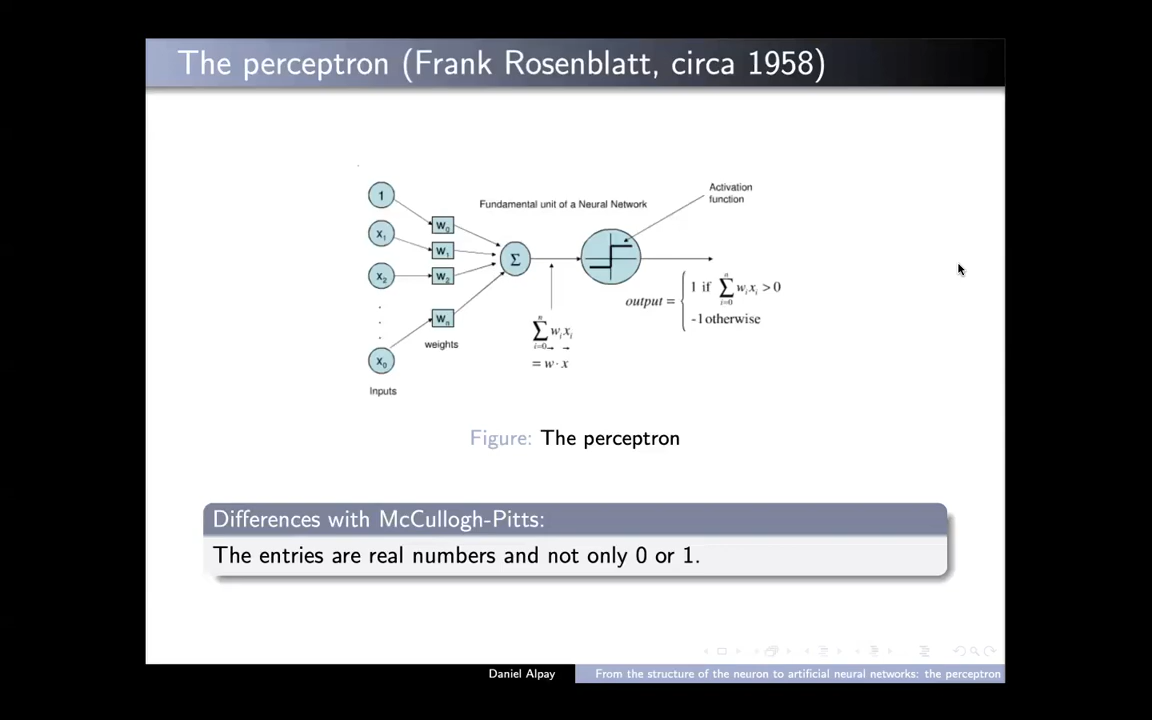 The perceptron (Frank Rosenblatt, circa 1958)
Activation
function
Fundamental unit of a Neural Network
1
x₁
x₂
x₀
w₀
w₁
w₂
wₙ
Σ
weights
Inputs
n
∑ wᵢxᵢ
i=0
= w · x
output = { 1 if ∑ wᵢxᵢ > 0
-1 otherwise
Figure: The perceptron
Differences with McCullogh-Pitts:
The entries are real numbers and not only 0 or 1.
Daniel Alpay
From the structure of the neuron to artificial neural networks: the perceptron